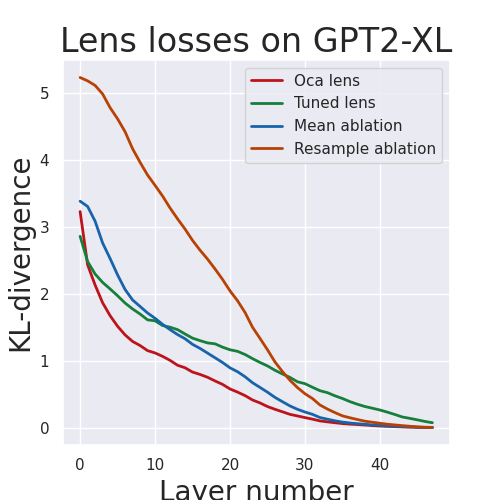 Lens losses on GPT2-XL
Oca lens
Tuned lens
Mean ablation
Resample ablation
KL-divergence
5
4
3
2
1
0
0 10 20 30 40
Layer number